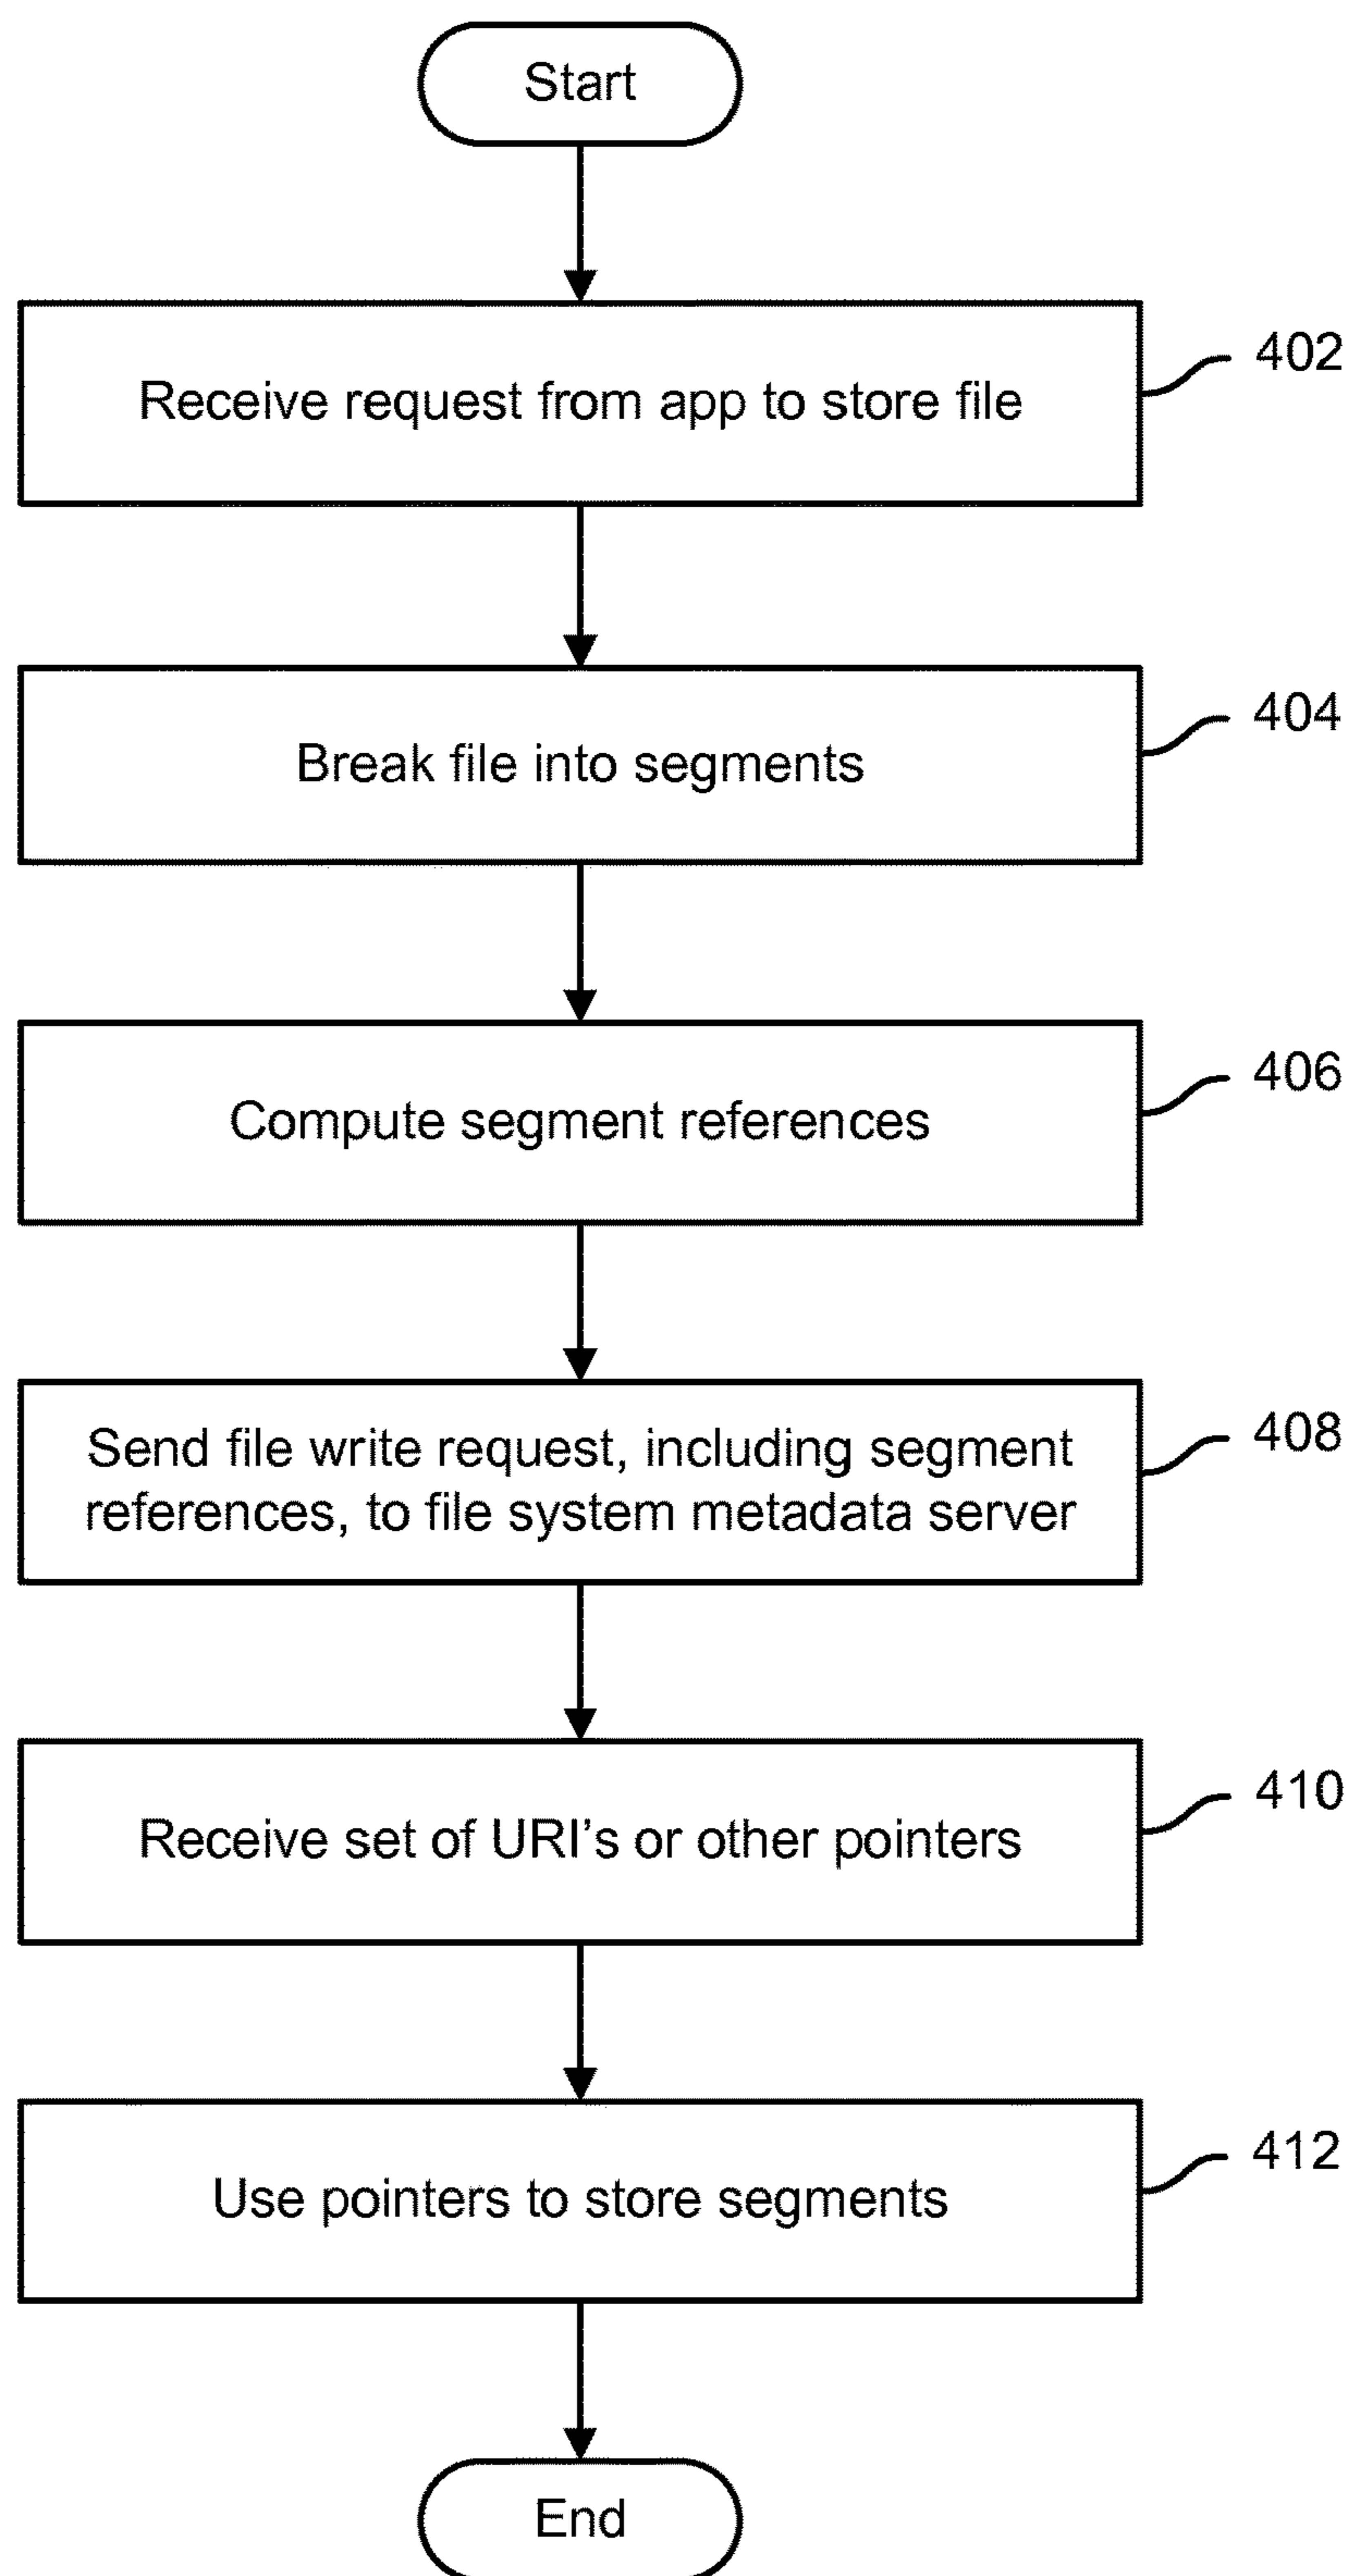 Start
Receive request from app to store file
402
Break file into segments
404
Compute segment references
406
Send file write request, including segment
references, to file system metadata server
408
Receive set of URI's or other pointers
410
Use pointers to store segments
412
End